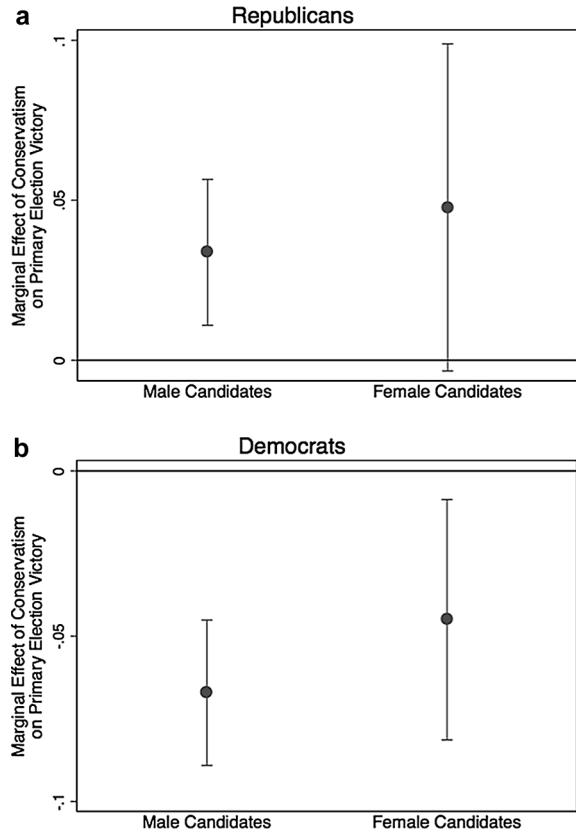 a
Republicans
Marginal Effect of Conservatism
on Primary Election Victory
.1
.05
0
Male Candidates
Female Candidates
b
Democrats
Marginal Effect of Conservatism
on Primary Election Victory
0
-.05
-.1
Male Candidates
Female Candidates